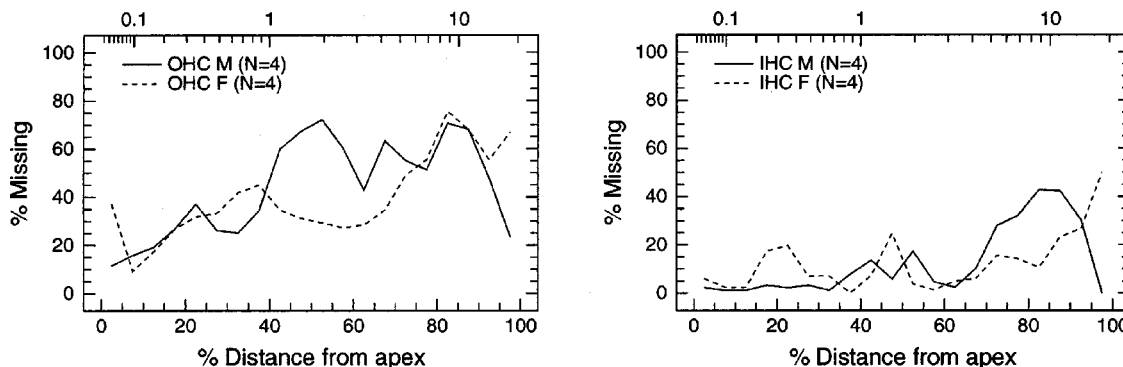 0.1 1 10
100
80
60
40
20
0
% Missing
OHC M (N=4)
OHC F (N=4)
0 20 40 60 80 100
% Distance from apex
0.1 1 10
100
80
60
40
20
0
% Missing
IHC M (N=4)
IHC F (N=4)
0 20 40 60 80 100
% Distance from apex